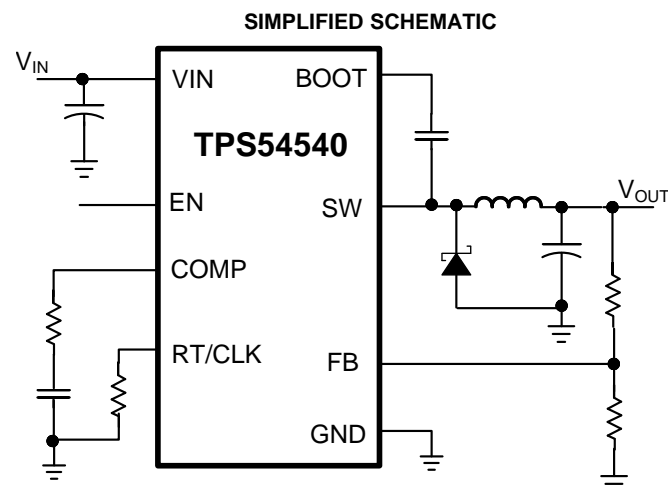 SIMPLIFIED SCHEMATIC
VIN
VIN
BOOT
TPS54540
EN
SW
VOUT
COMP
RT/CLK
FB
GND